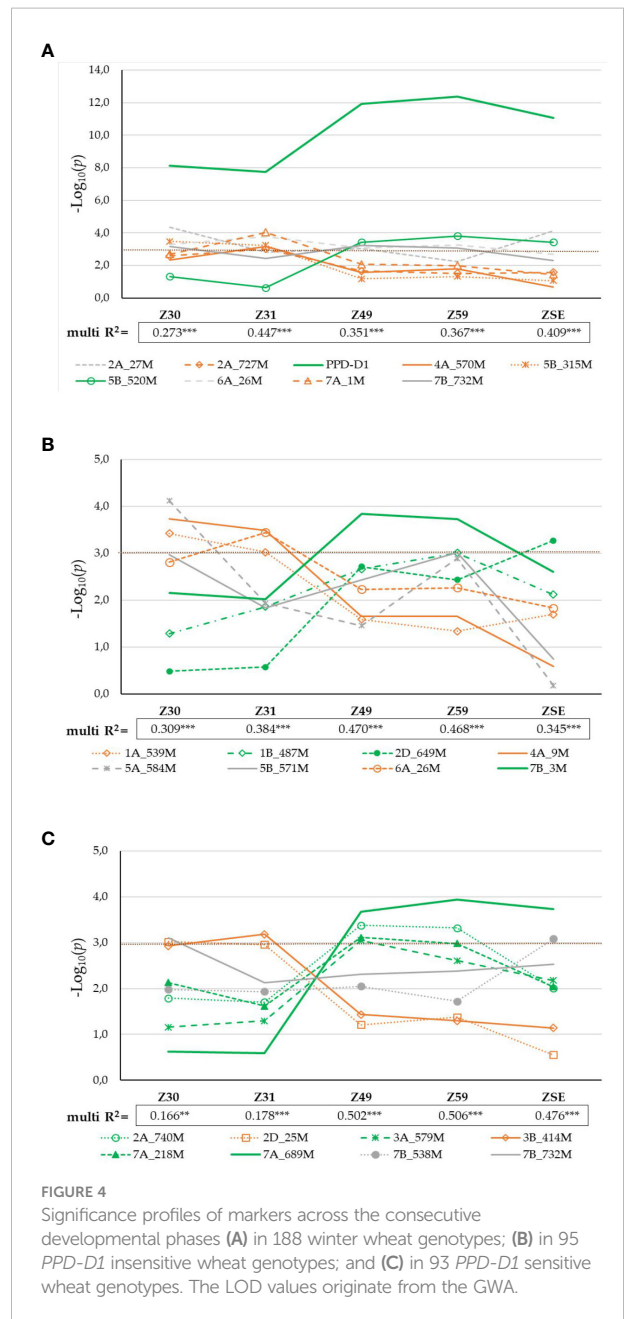 A
14,0
12,0
10,0
8,0
6,0
4,0
2,0
0,0
-Log10(p)
Z30 Z31 Z49 Z59 ZSE
multi R²= 0.273*** 0.447*** 0.351*** 0.367*** 0.409***
2A_27M 2A_727M PPD-D1 4A_570M 5B_315M
5B_520M 6A_26M 7A_1M 7B_732M
B
5,0
4,0
3,0
2,0
1,0
0,0
-Log10(p)
Z30 Z31 Z49 Z59 ZSE
multi R²= 0.309*** 0.384*** 0.470*** 0.468*** 0.345***
1A_539M 1B_487M 2D_649M 4A_9M
5A_584M 5B_571M 6A_26M 7B_3M
C
5,0
4,0
3,0
2,0
1,0
0,0
-Log10(p)
Z30 Z31 Z49 Z59 ZSE
multi R²= 0.166** 0.178*** 0.502*** 0.506*** 0.476***
2A_740M 2D_25M 3A_579M 3B_414M
7A_218M 7A_689M 7B_538M 7B_732M
FIGURE 4
Significance profiles of markers across the consecutive
developmental phases (A) in 188 winter wheat genotypes; (B) in 95
PPD-D1 insensitive wheat genotypes; and (C) in 93 PPD-D1 sensitive
wheat genotypes. The LOD values originate from the GWA.